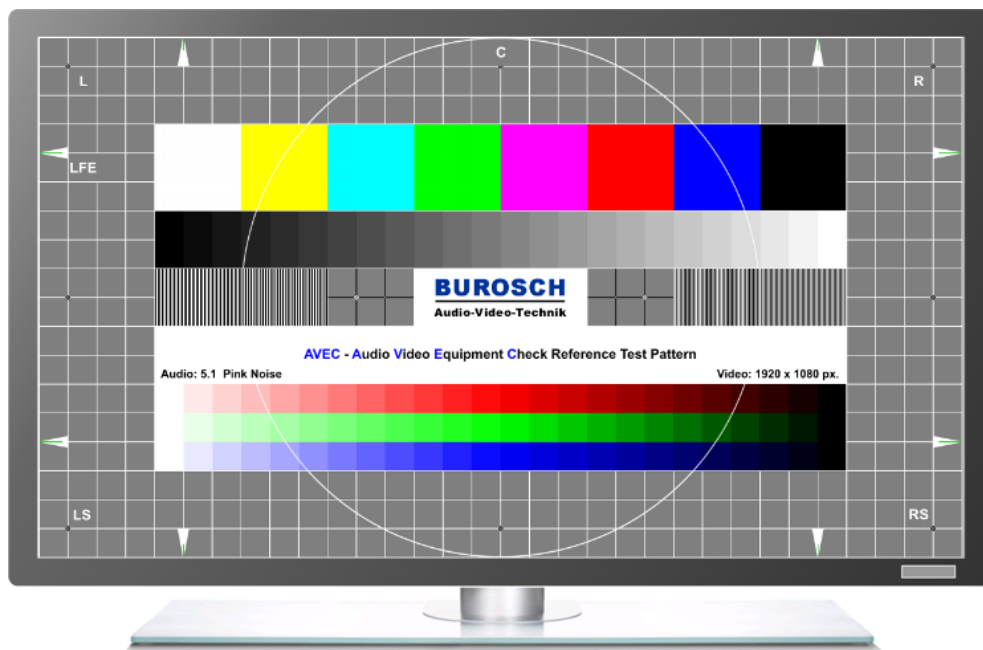 C
L
R
LFE
BUROSCH
Audio-Video-Technik
AVEC - Audio Video Equipment Check Reference Test Pattern
Audio: 5.1 Pink Noise
Video: 1920 x 1080 px.
LS
RS